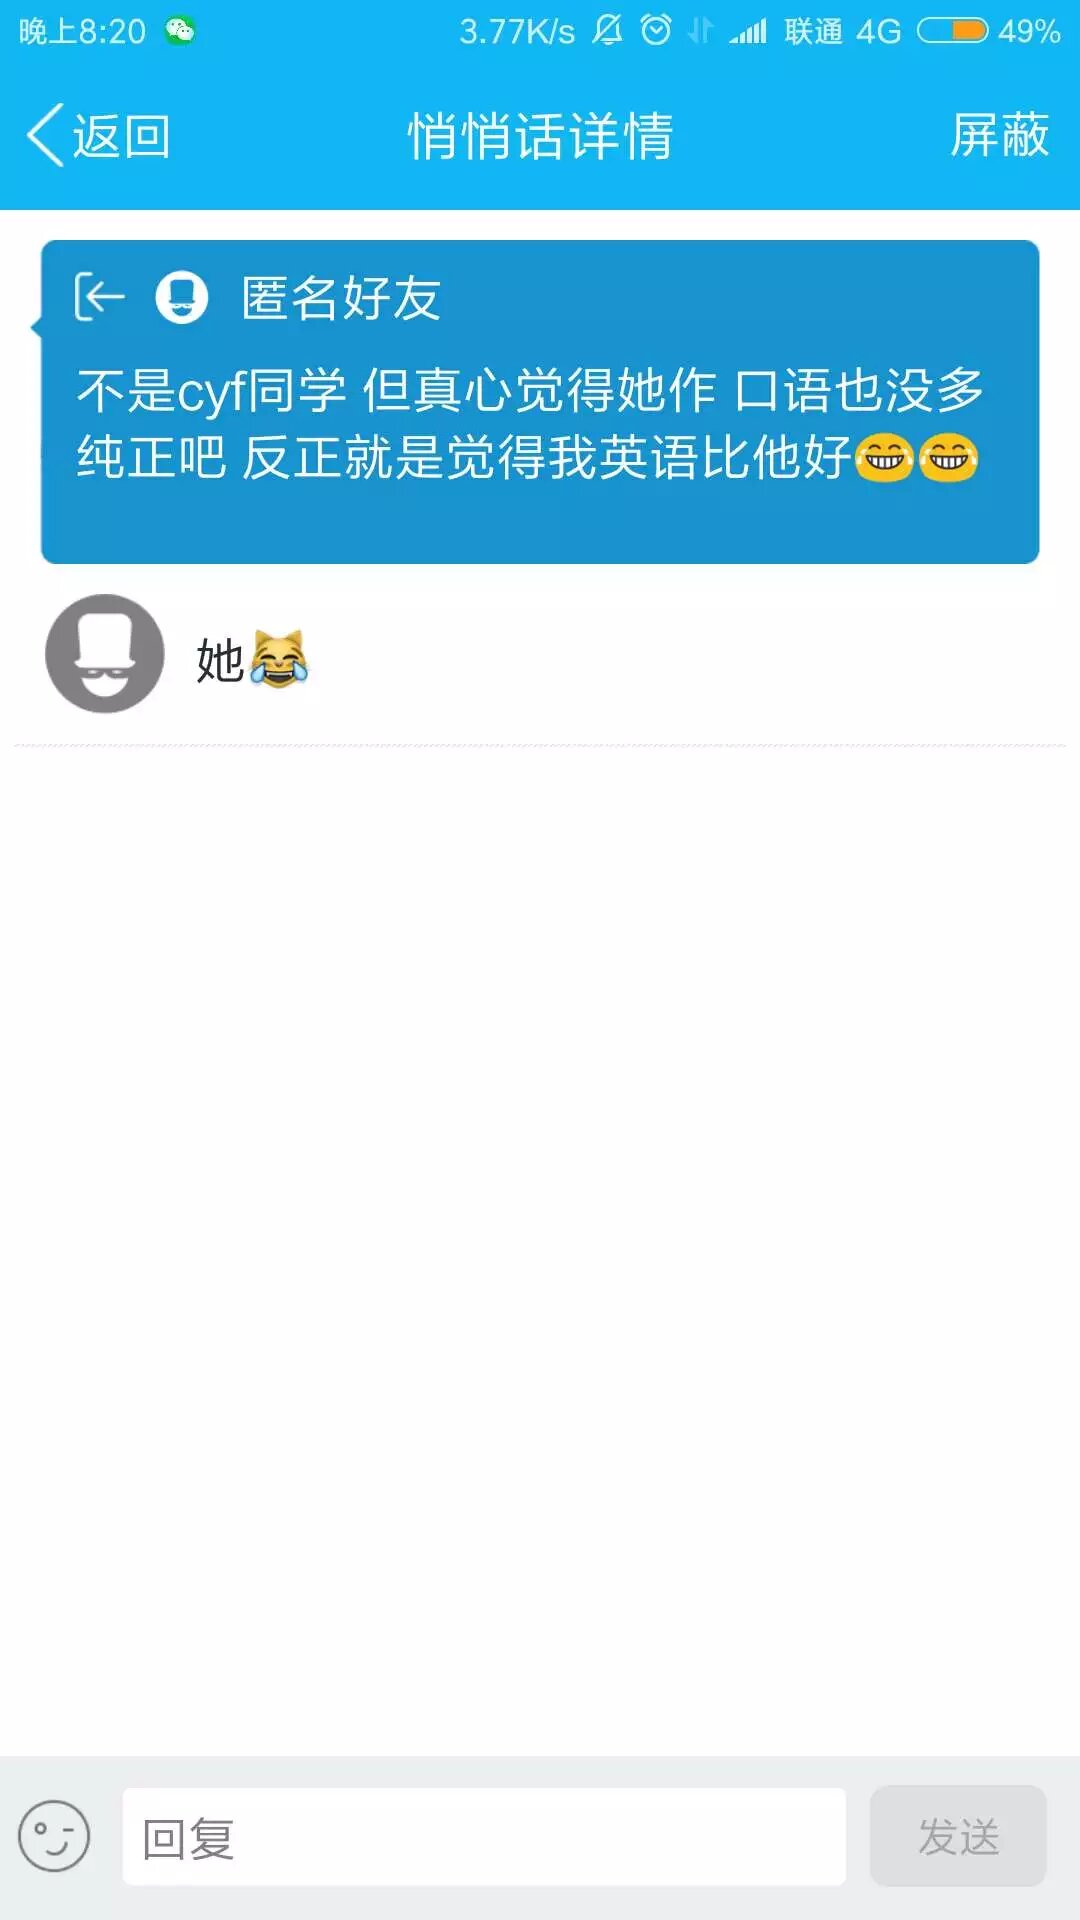 晚上8:20 3.77K/s 联通 4G 49%
返回 悄悄话详情 屏蔽
匿名好友
不是cyf同学 但真心觉得她作 口语也没多
纯正吧 反正就是觉得我英语比他好😂😂
她😹
回复 发送